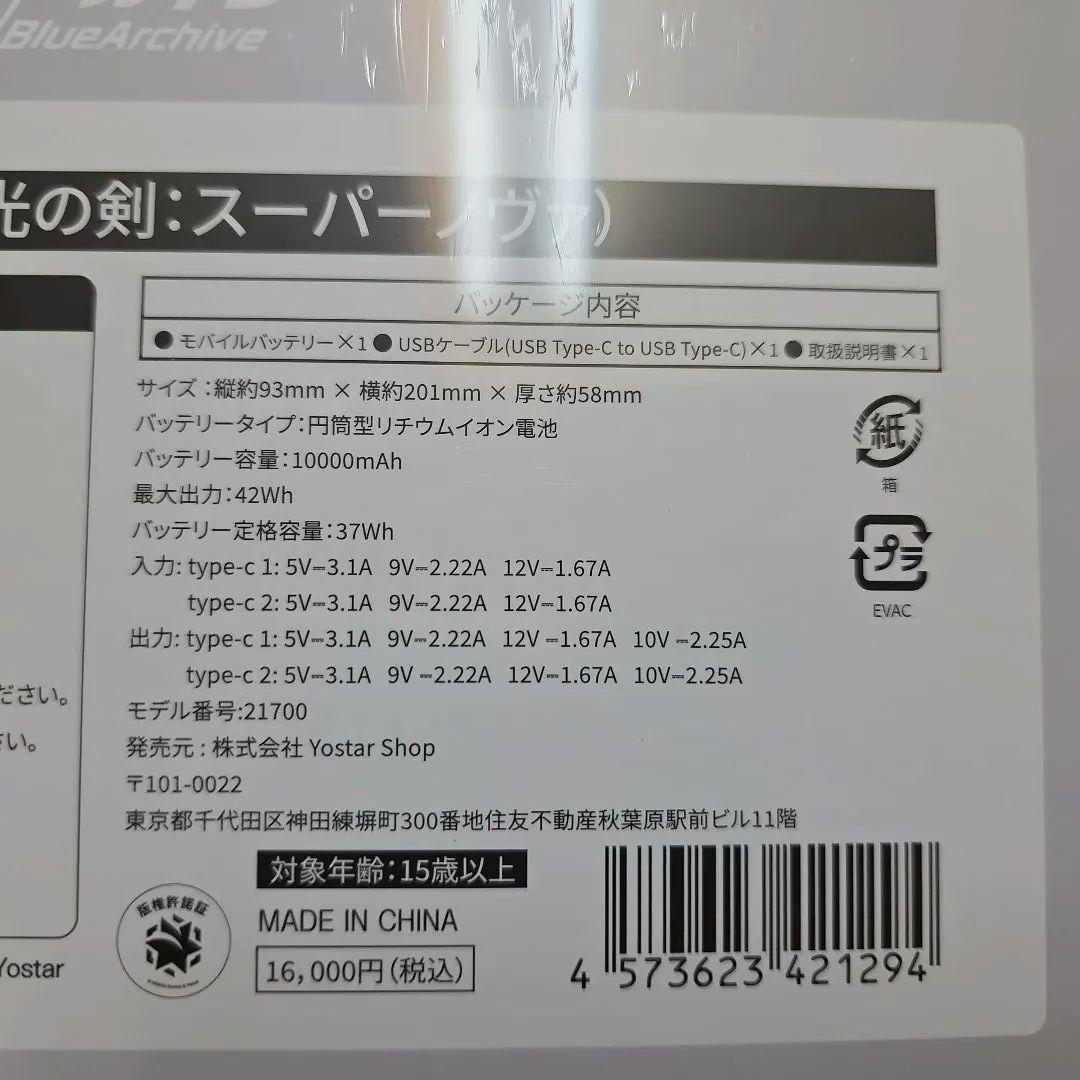 BlueArchive
光の剣：スーパーノヴァ）
パッケージ内容
● モバイルバッテリー×1 ● USBケーブル(USB Type-C to USB Type-C)×1 ● 取扱説明書×1
サイズ：縦約93mm × 横約201mm × 厚さ約58mm
バッテリータイプ：円筒型リチウムイオン電池
バッテリー容量：10000mAh
最大出力：42Wh
バッテリー定格容量：37Wh
入力: type-c 1: 5V⎓3.1A 9V⎓2.22A 12V⎓1.67A
type-c 2: 5V⎓3.1A 9V⎓2.22A 12V⎓1.67A
出力: type-c 1: 5V⎓3.1A 9V⎓2.22A 12V⎓1.67A 10V⎓2.25A
type-c 2: 5V⎓3.1A 9V⎓2.22A 12V⎓1.67A 10V⎓2.25A
モデル番号:21700
発売元：株式会社 Yostar Shop
〒101-0022
東京都千代田区神田練塀町300番地住友不動産秋葉原駅前ビル11階
紙
箱
プラ
EVAC
ださい。
さい。
Yostar
版権許諾証
対象年齢：15歳以上
MADE IN CHINA
16,000円（税込）
4 573623 421294